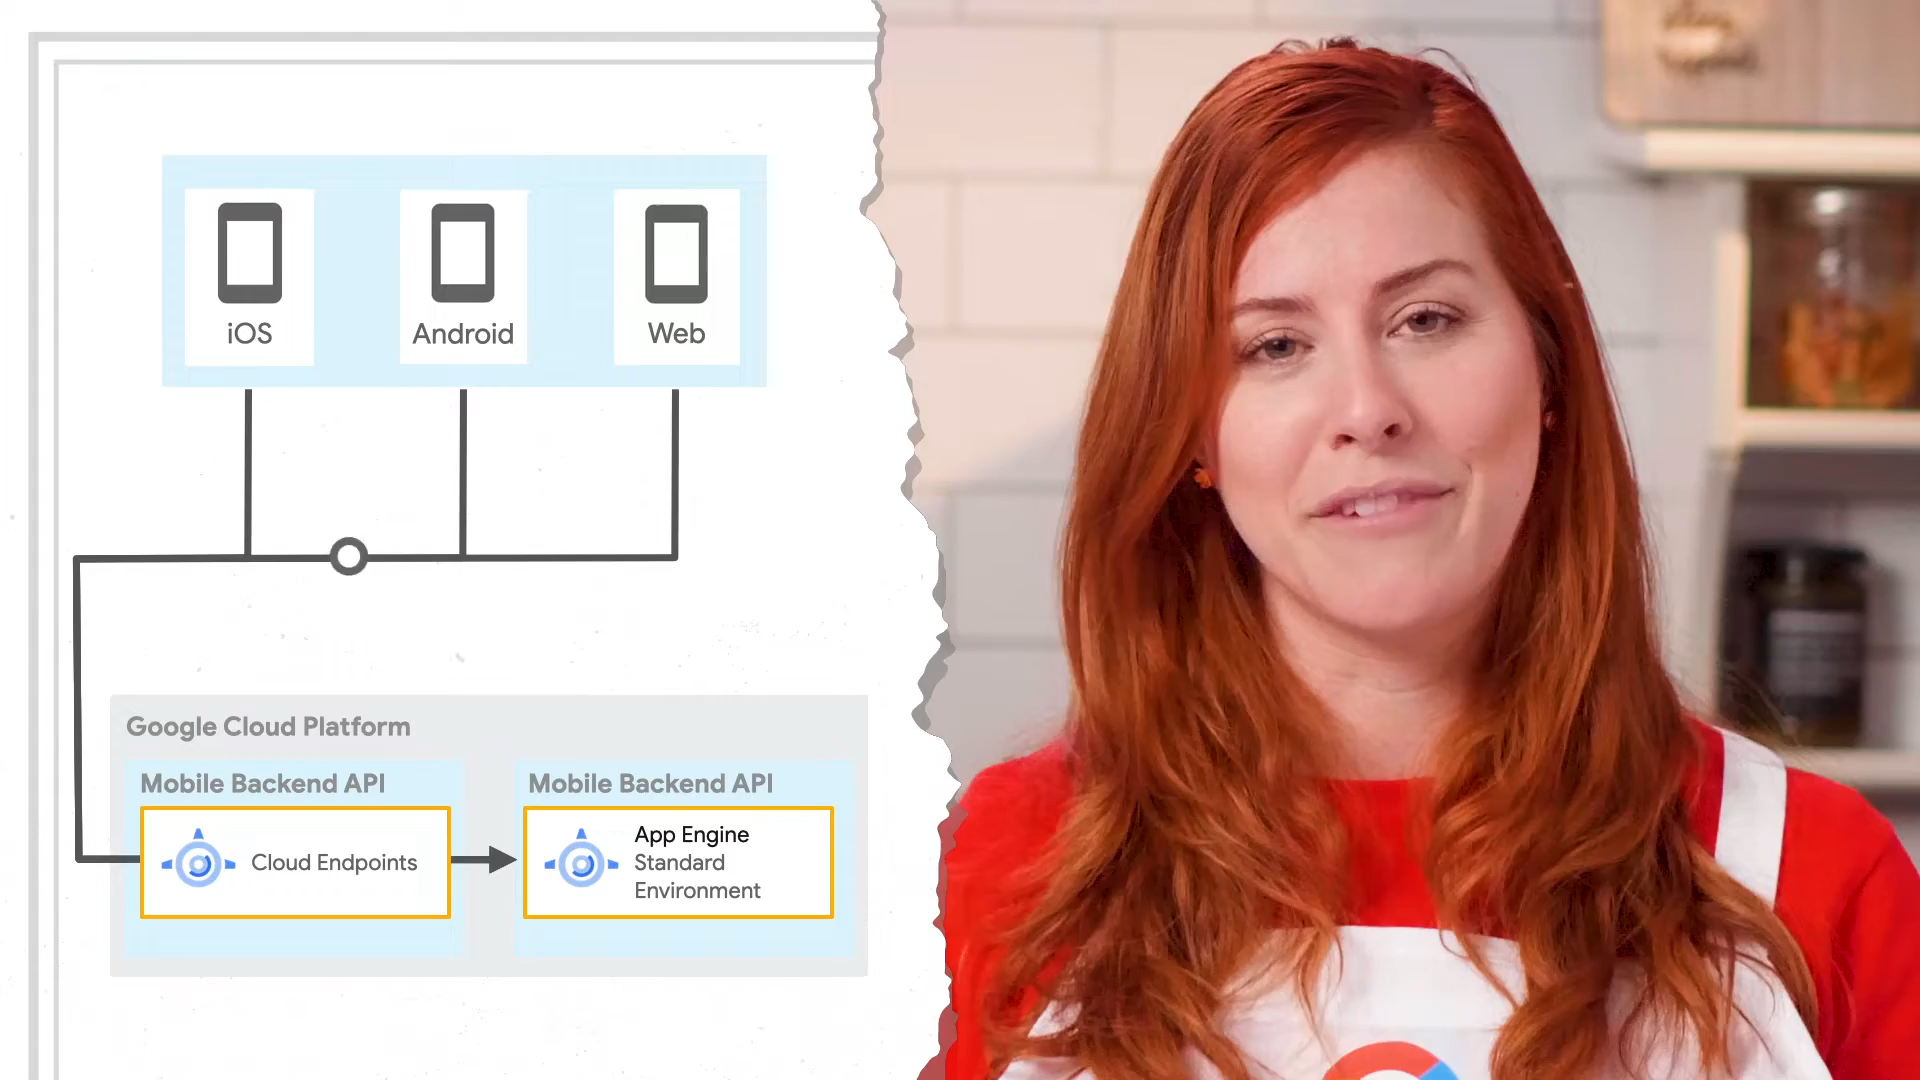 iOS
Android
Web
Google Cloud Platform
Mobile Backend API
Cloud Endpoints
Mobile Backend API
App Engine
Standard
Environment